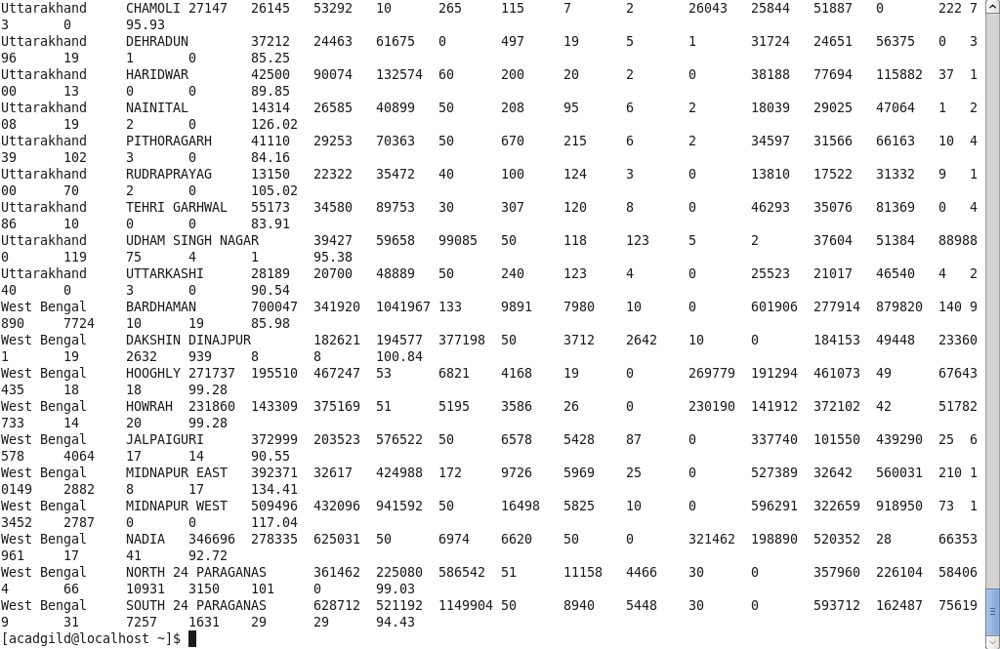 Uttarakhand     CHAMOLI 27147   26145   53292   10      265     115     7       2       26043   25844   51887   0       222 7
3       0       95.93
Uttarakhand     DEHRADUN        37212   24463   61675   0       497     19      5       1       31724   24651   56375   0   3
96      19      1       0       85.25
Uttarakhand     HARIDWAR        42500   90074   132574  60      200     20      2       0       38188   77694   115882  37  1
00      13      0       0       89.85
Uttarakhand     NAINITAL        14314   26585   40899   50      208     95      6       2       18039   29025   47064   1   2
08      19      2       0       126.02
Uttarakhand     PITHORAGARH     41110   29253   70363   50      670     215     6       2       34597   31566   66163   10  4
39      102     3       0       84.16
Uttarakhand     RUDRAPRAYAG     13150   22322   35472   40      100     124     3       0       13810   17522   31332   9   1
00      70      2       0       105.02
Uttarakhand     TEHRI GARHWAL   55173   34580   89753   30      307     120     8       0       46293   35076   81369   0   4
86      10      0       0       83.91
Uttarakhand     UDHAM SINGH NAGAR       39427   59658   99085   50      118     123     5       2       37604   51384   88988
0       119     75      4       1       95.38
Uttarakhand     UTTARKASHI      28189   20700   48889   50      240     123     4       0       25523   21017   46540   4   2
40      0       3       0       90.54
West Bengal     BARDHAMAN       700047  341920  1041967 133     9891    7980    10      0       601906  277914  879820  140 9
890     7724    10      19      85.98
West Bengal     DAKSHIN DINAJPUR        182621  194577  377198  50      3712    2642    10      0       184153  49448   23360
1       19      2632    939     8       8       100.84
West Bengal     HOOGHLY 271737  195510  467247  53      6821    4168    19      0       269779  191294  461073  49      67643
435     18      18      99.28
West Bengal     HOWRAH  231860  143309  375169  51      5195    3586    26      0       230190  141912  372102  42      51782
733     14      20      99.28
West Bengal     JALPAIGURI      372999  203523  576522  50      6578    5428    87      0       337740  101550  439290  25  6
578     4064    17      14      90.55
West Bengal     MIDNAPUR EAST   392371  32617   424988  172     9726    5969    25      0       527389  32642   560031  210 1
0149    2882    8       17      134.41
West Bengal     MIDNAPUR WEST   509496  432096  941592  50      16498   5825    10      0       596291  322659  918950  73  1
3452    2787    0       0       117.04
West Bengal     NADIA   346696  278335  625031  50      6974    6620    50      0       321462  198890  520352  28      66353
961     17      41      92.72
West Bengal     NORTH 24 PARAGANAS      361462  225080  586542  51      11158   4466    30      0       357960  226104  58406
4       66      10931   3150    101     0       99.03
West Bengal     SOUTH 24 PARAGANAS      628712  521192  1149904 50      8940    5448    30      0       593712  162487  75619
9       31      7257    1631    29      29      94.43
[acadgild@localhost ~]$